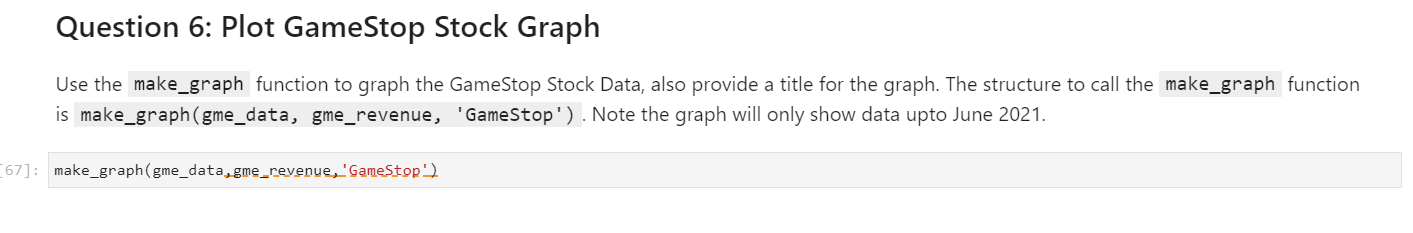 Question 6: Plot GameStop Stock Graph
Use the make_graph function to graph the GameStop Stock Data, also provide a title for the graph. The structure to call the make_graph function
is make_graph(gme_data, gme_revenue, 'GameStop'). Note the graph will only show data upto June 2021.
[67]: make_graph(gme_data,gme_revenue,'GameStop')